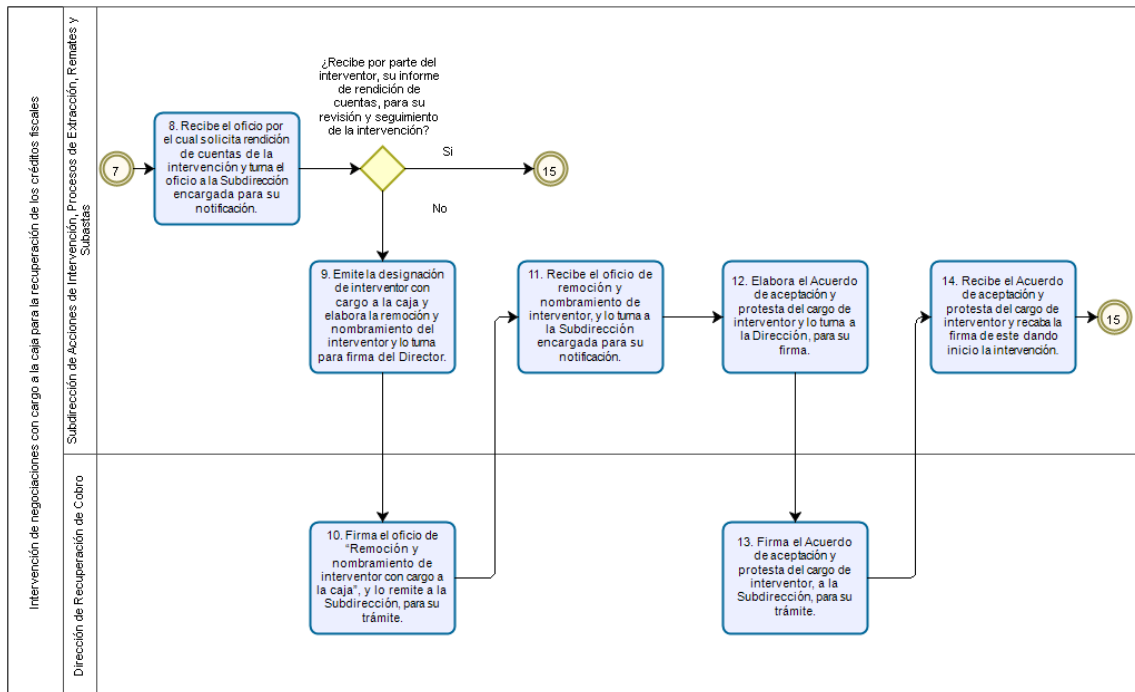 Intervención de negociaciones con cargo a la caja para la recuperación de los créditos fiscales
Subdirección de Acciones de Intervención, Procesos de Extracción, Remates y
Subastas
¿Recibe por parte del
interventor, su informe
de rendición de
cuentas, para su
revisión y seguimiento
de la intervención?
7
8. Recibe el oficio por
el cual solicita rendición
de cuentas de la
intervención y turna el
oficio a la Subdirección
encargada para su
notificación.
Si
15
No
9. Emite la designación
de interventor con
cargo a la caja y
elabora la remoción y
nombramiento del
interventor y lo turna
para firma del Director.
11. Recibe el oficio de
remoción y
nombramiento de
interventor, y lo turna a
la Subdirección
encargada para su
notificación.
12. Elabora el Acuerdo
de aceptación y
protesta del cargo de
interventor y lo turna a
la Dirección, para su
firma.
14. Recibe el Acuerdo
de aceptación y
protesta del cargo de
interventor y recaba la
firma de este dando
inicio la intervención.
15
Dirección de Recuperación de Cobro
10. Firma el oficio de
“Remoción y
nombramiento de
interventor con cargo a
la caja”, y lo remite a la
Subdirección, para su
trámite.
13. Firma el Acuerdo
de aceptación y
protesta del cargo de
interventor, a la
Subdirección, para su
trámite.